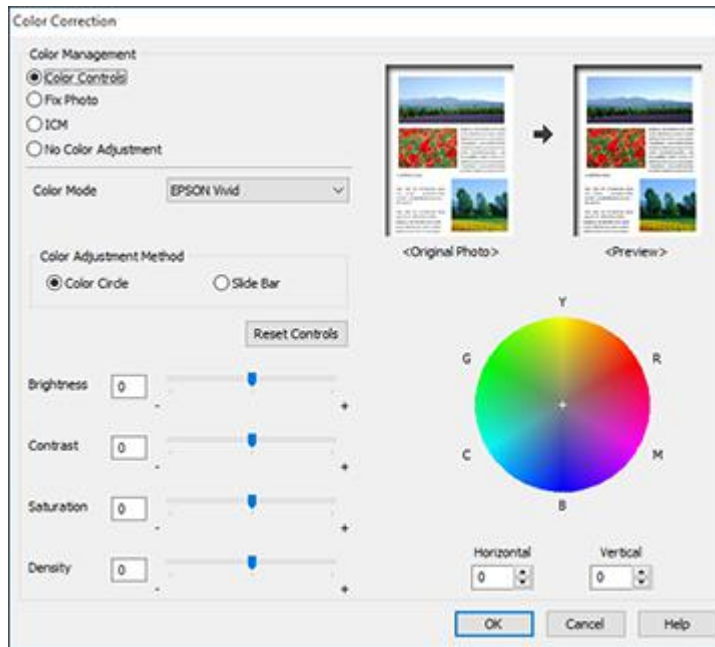 Color Correction
Color Management
Color Controls
Fix Photo
ICM
No Color Adjustment
Color Mode
EPSON Vivid
Color Adjustment Method
Color Circle
Slide Bar
Reset Controls
Brightness
0
-
+
Contrast
0
-
+
Saturation
0
-
+
Density
0
-
+
<Original Photo>
<Preview>
Y
G
R
C
M
B
Horizontal
Vertical
0
0
OK
Cancel
Help